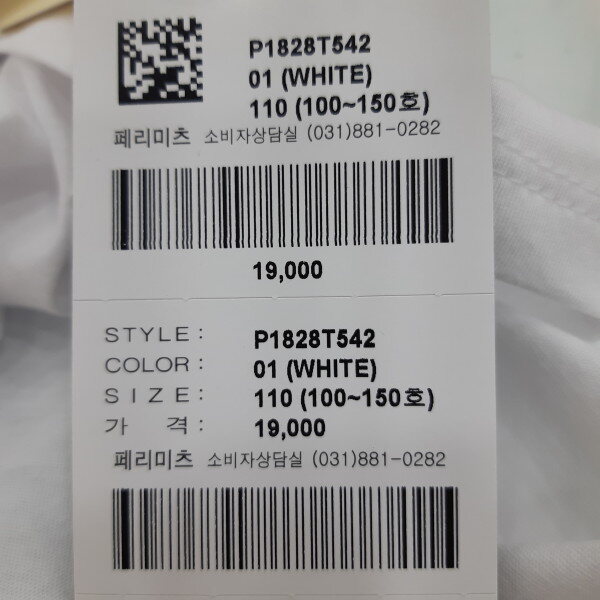 P1828T542
01 (WHITE)
110 (100~150호)
페리미츠 소비자상담실 (031)881-0282
19,000
STYLE: P1828T542
COLOR: 01 (WHITE)
SIZE: 110 (100~150호)
가 격: 19,000
페리미츠 소비자상담실 (031)881-0282